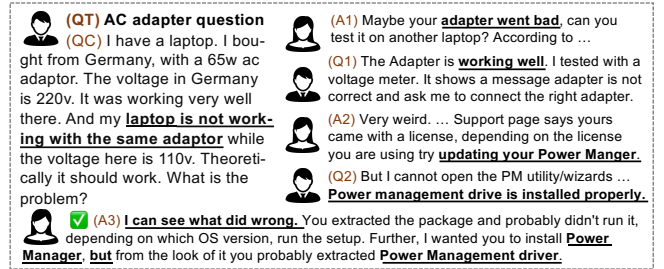 (QT) AC adapter question
(QC) I have a laptop. I bou-
ght from Germany, with a 65w ac
adaptor. The voltage in Germany
is 220v. It was working very well
there. And my laptop is not work-
ing with the same adaptor while
the voltage here is 110v. Theoreti-
cally it should work. What is the
problem?
(A1) Maybe your adapter went bad, can you
test it on another laptop? According to …
(Q1) The Adapter is working well. I tested with a
voltage meter. It shows a message adapter is not
correct and ask me to connect the right adapter.
(A2) Very weird. … Support page says yours
came with a license, depending on the license
you are using try updating your Power Manger.
(Q2) But I cannot open the PM utility/wizards …
Power management drive is installed properly.
(A3) I can see what did wrong. You extracted the package and probably didn't run it,
depending on which OS version, run the setup. Further, I wanted you to install Power
Manager, but from the look of it you probably extracted Power Management driver.